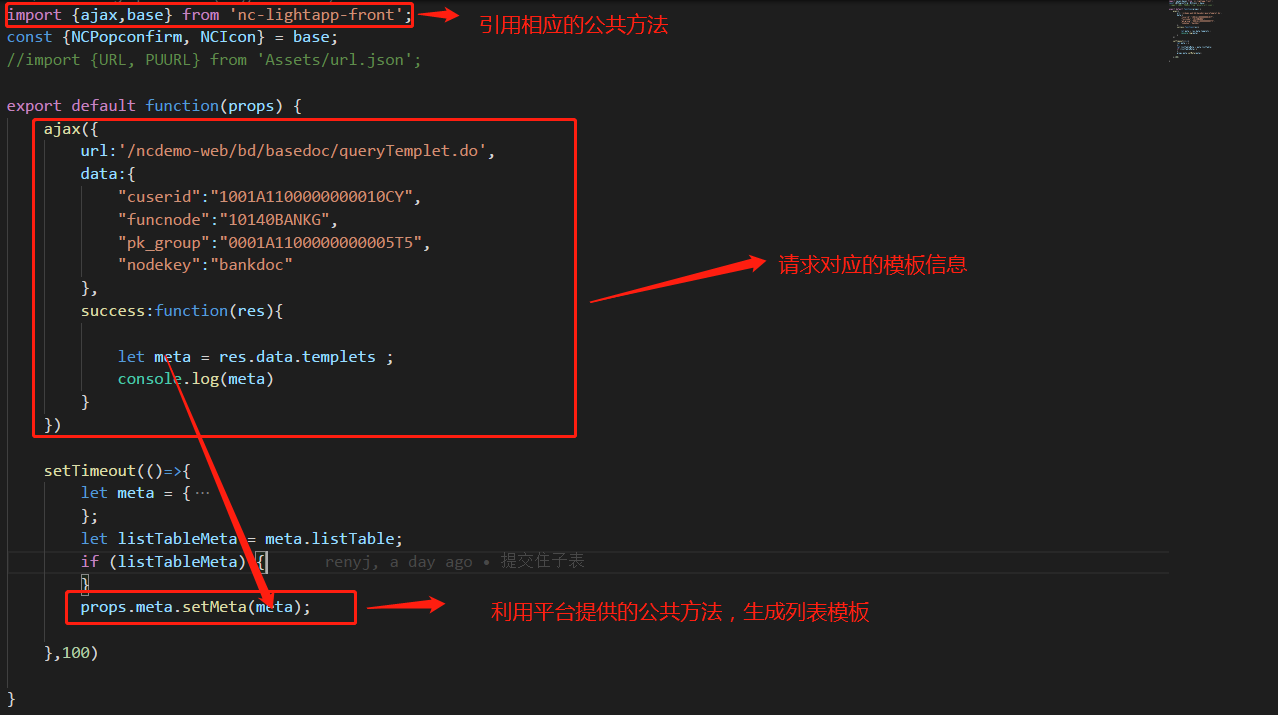 import {ajax,base} from 'nc-lightapp-front';
引用相应的公共方法
const {NCPopconfirm, NCIcon} = base;
//import {URL, PUURL} from 'Assets/url.json';
export default function(props) {
ajax({
url:'/ncdemo-web/bd/basedoc/queryTemplet.do',
data:{
"cuserid":"1001A1100000000010CY",
"funcnode":"10140BANKG",
"pk_group":"0001A1100000000005T5",
"nodekey":"bankdoc"
请求对应的模板信息
},
success:function(res){
let meta = res.data.templets ;
console.log(meta)
}
})
setTimeout(()=>{
let meta = {…
};
let listTableMeta = meta.listTable;
if (listTableMeta) {
renyj, a day ago • 提交住子表
}
props.meta.setMeta(meta);
利用平台提供的公共方法，生成列表模板
},100)
}